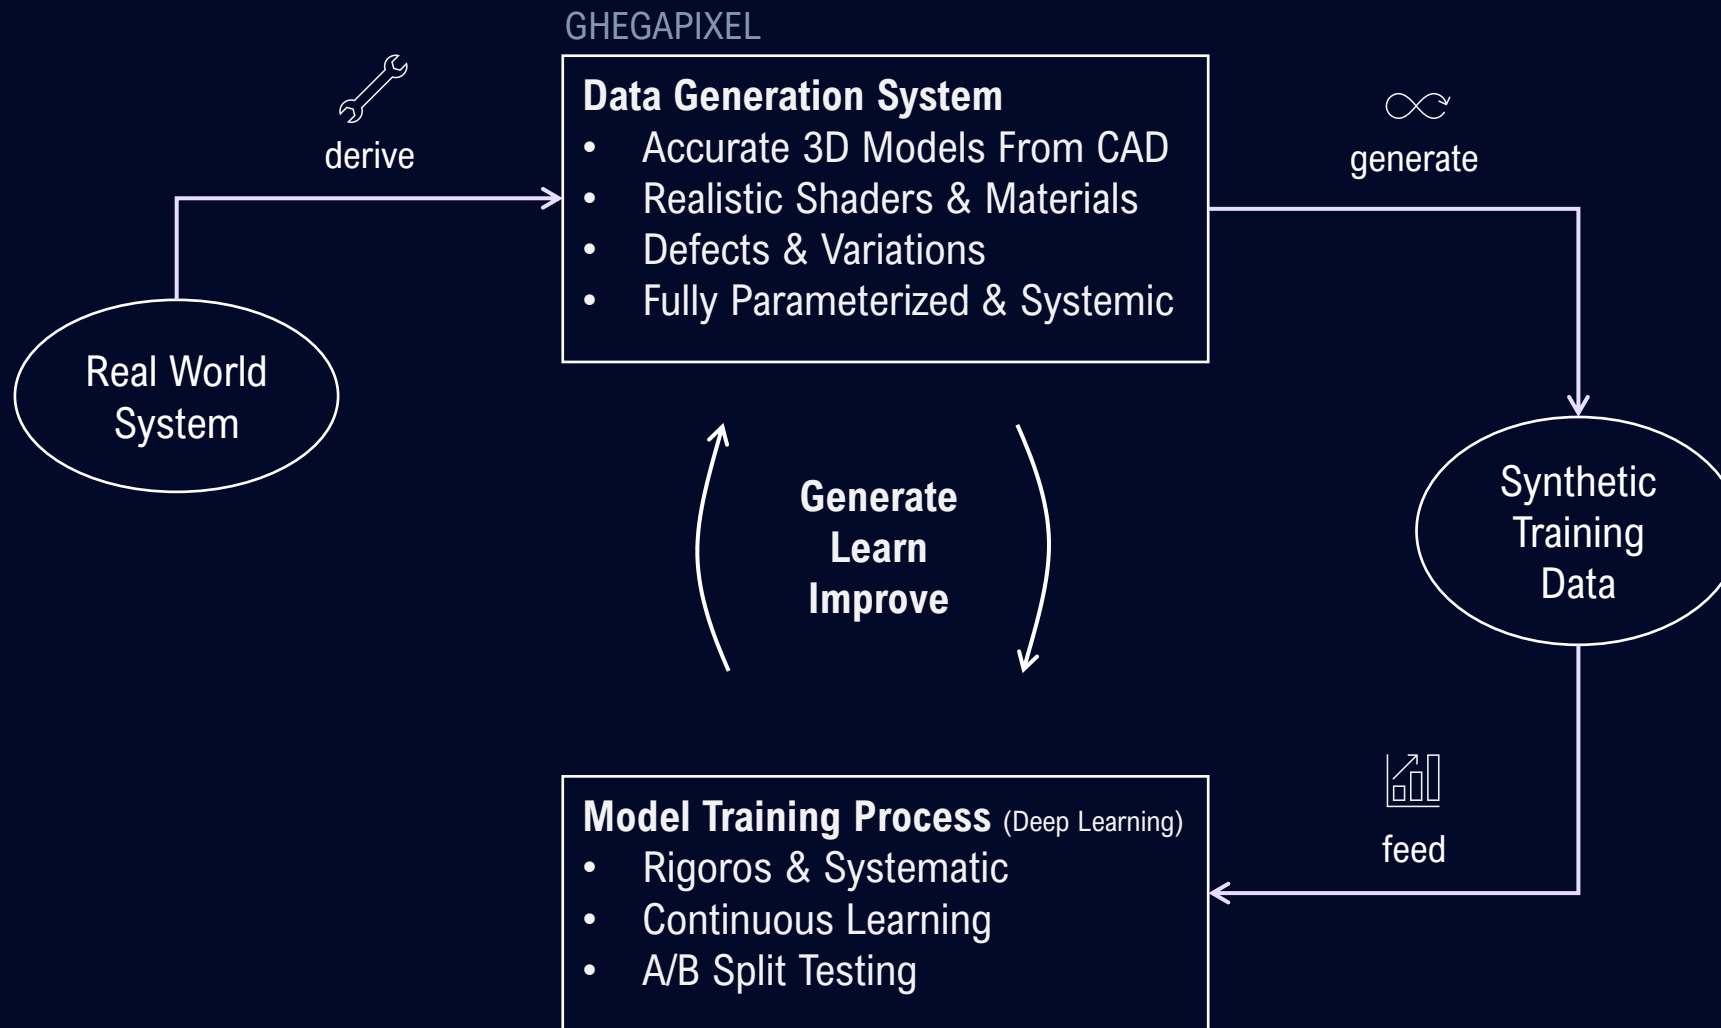 GHEGAPIXEL
derive
Data Generation System
• Accurate 3D Models From CAD
• Realistic Shaders & Materials
• Defects & Variations
• Fully Parameterized & Systemic
generate
Real World
System
Generate
Learn
Improve
Synthetic
Training
Data
Model Training Process (Deep Learning)
• Rigoros & Systematic
• Continuous Learning
• A/B Split Testing
feed